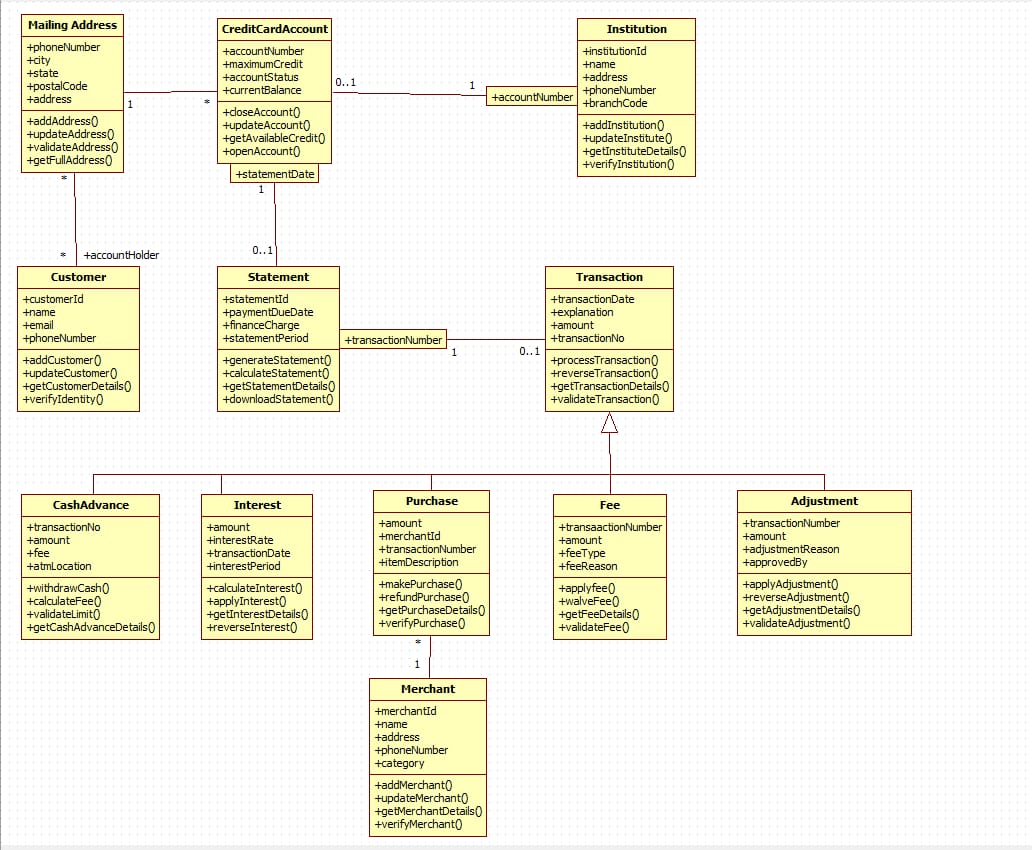 Mailing Address
+phoneNumber
+city
+state
+postalCode
+address
+addAddress()
+updateAddress()
+validateAddress()
+getFullAddress()
1
*
CreditCardAccount
+accountNumber
+maximumCredit
+accountStatus
+currentBalance
+closeAccount()
+updateAccount()
+getAvailableCredit()
+openAccount()
+statementDate
0..1
1
+accountNumber
Institution
+institutionId
+name
+address
+phoneNumber
+branchCode
+addInstitution()
+updateInstitute()
+getInstituteDetails()
+verifyInstitution()
*
*
+accountHolder
1
0..1
Customer
+customerId
+name
+email
+phoneNumber
+addCustomer()
+updateCustomer()
+getCustomerDetails()
+verifyIdentity()
Statement
+statementId
+paymentDueDate
+financeCharge
+statementPeriod
+generateStatement()
+calculateStatement()
+getStatementDetails()
+downloadStatement()
+transactionNumber
1
0..1
Transaction
+transactionDate
+explanation
+amount
+transactionNo
+processTransaction()
+reverseTransaction()
+getTransactionDetails()
+validateTransaction()
CashAdvance
+transactionNo
+amount
+fee
+atmLocation
+withdrawCash()
+calculateFee()
+validateLimit()
+getCashAdvanceDetails()
Interest
+amount
+interestRate
+transactionDate
+interestPeriod
+calculateInterest()
+applyInterest()
+getInterestDetails()
+reverseInterest()
Purchase
+amount
+merchantId
+transactionNumber
+itemDescription
+makePurchase()
+refundPurchase()
+getPurchaseDetails()
+verifyPurchase()
Fee
+transaactionNumber
+amount
+feeType
+feeReason
+applyfee()
+walveFee()
+getFeeDetails()
+validateFee()
Adjustment
+transactionNumber
+amount
+adjustmentReason
+approvedBy
+applyAdjustment()
+reverseAdjustment()
+getAdjustmentDetails()
+validateAdjustment()
*
1
Merchant
+merchantId
+name
+address
+phoneNumber
+category
+addMerchant()
+updateMerchant()
+getMerchantDetails()
+verifyMerchant()